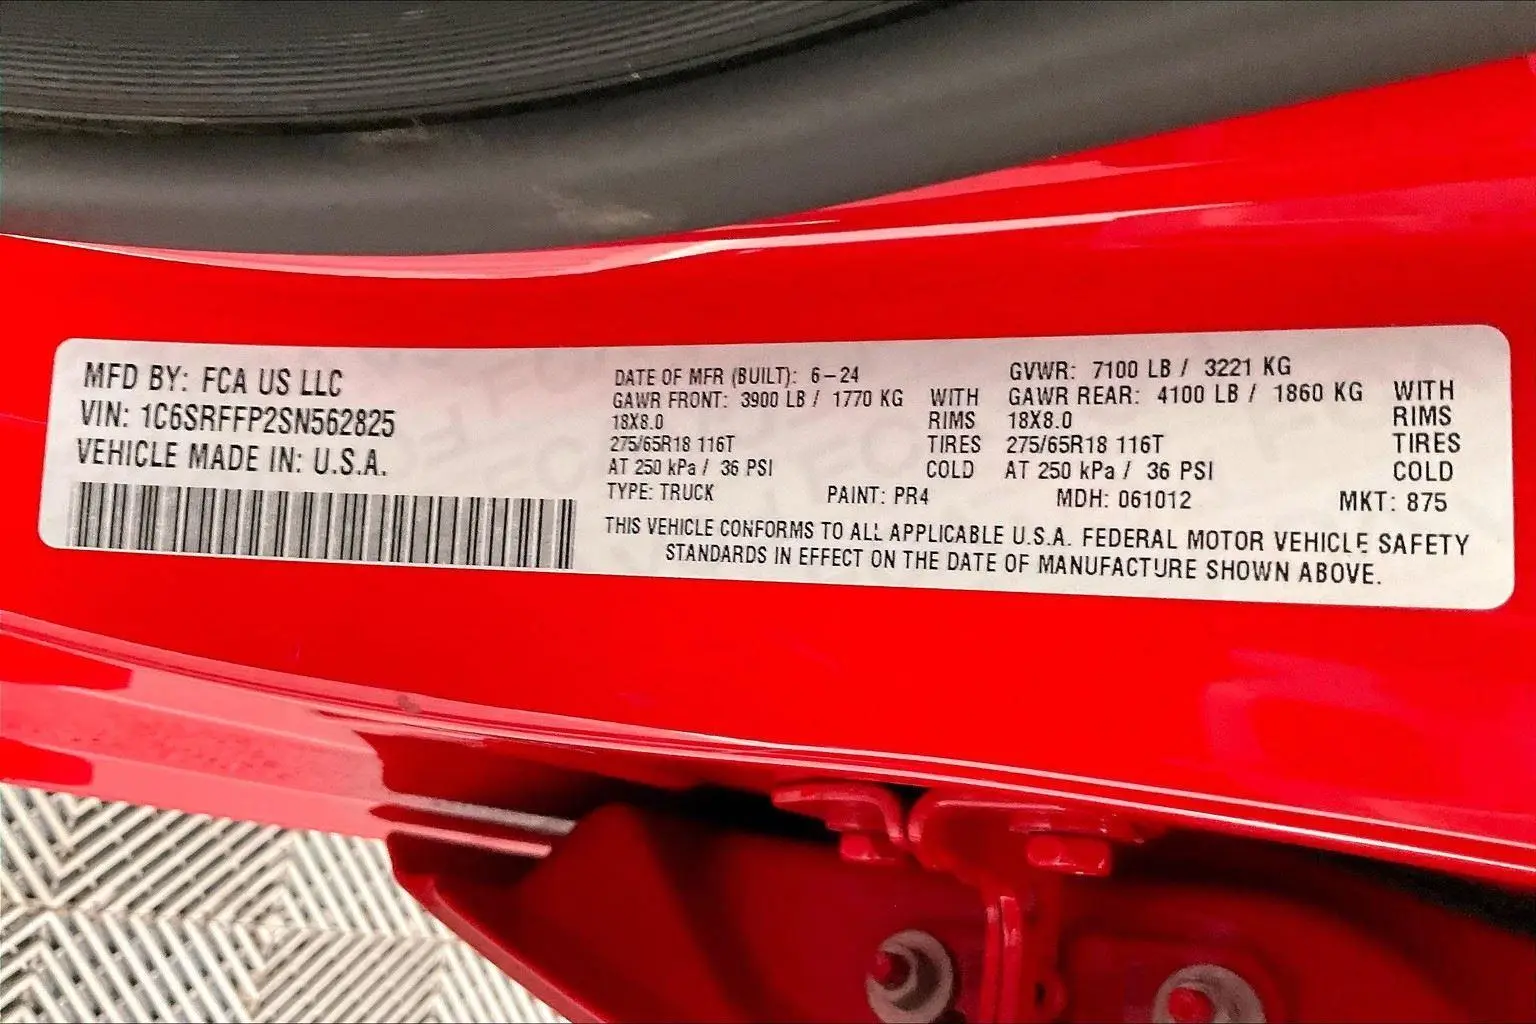 MFD BY: FCA US LLC
VIN: 1C6SRFFP2SN562825
VEHICLE MADE IN: U.S.A.
DATE OF MFR (BUILT): 6-24
GAWR FRONT: 3900 LB / 1770 KG WITH
18X8.0 RIMS
275/65R18 116T TIRES
AT 250 kPa / 36 PSI COLD
GVWR: 7100 LB / 3221 KG
GAWR REAR: 4100 LB / 1860 KG WITH
18X8.0 RIMS
275/65R18 116T TIRES
AT 250 kPa / 36 PSI COLD
TYPE: TRUCK PAINT: PR4 MDH: 061012 MKT: 875
THIS VEHICLE CONFORMS TO ALL APPLICABLE U.S.A. FEDERAL MOTOR VEHICLE SAFETY
STANDARDS IN EFFECT ON THE DATE OF MANUFACTURE SHOWN ABOVE.